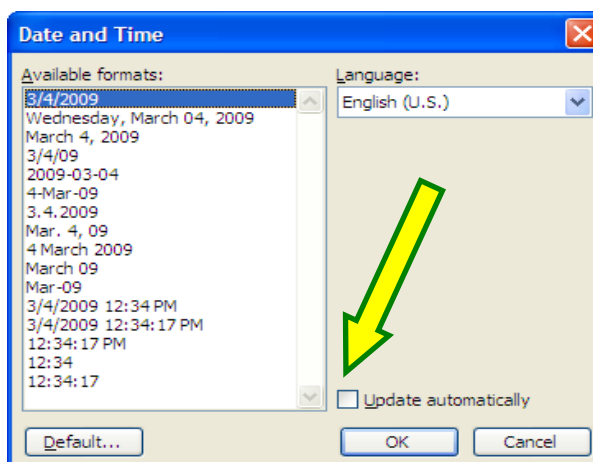 Date and Time
Available formats:
Language:
3/4/2009
English (U.S.)
Wednesday, March 04, 2009
March 4, 2009
3/4/09
2009-03-04
4-Mar-09
3.4.2009
Mar. 4, 09
4 March 2009
March 09
Mar-09
3/4/2009 12:34 PM
3/4/2009 12:34:17 PM
12:34:17 PM
12:34
12:34:17
Update automatically
Default...
OK
Cancel